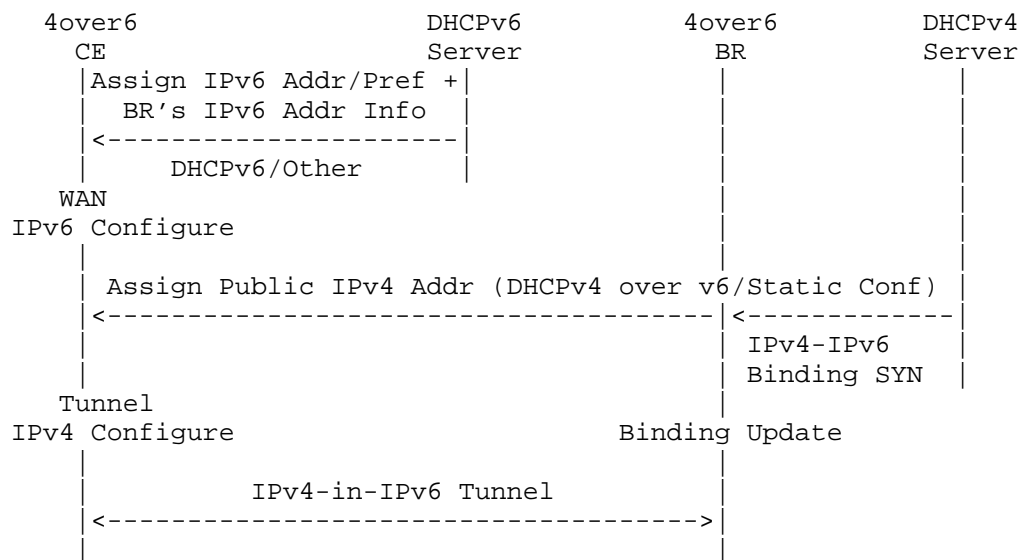 4over6 DHCPv6 4over6 DHCPv4
CE Server BR Server
Assign IPv6 Addr/Pref +
BR's IPv6 Addr Info
DHCPv6/Other
WAN
IPv6 Configure
Assign Public IPv4 Addr (DHCPv4 over v6/Static Conf)
IPv4-IPv6
Binding SYN
Tunnel
IPv4 Configure Binding Update
IPv4-in-IPv6 Tunnel